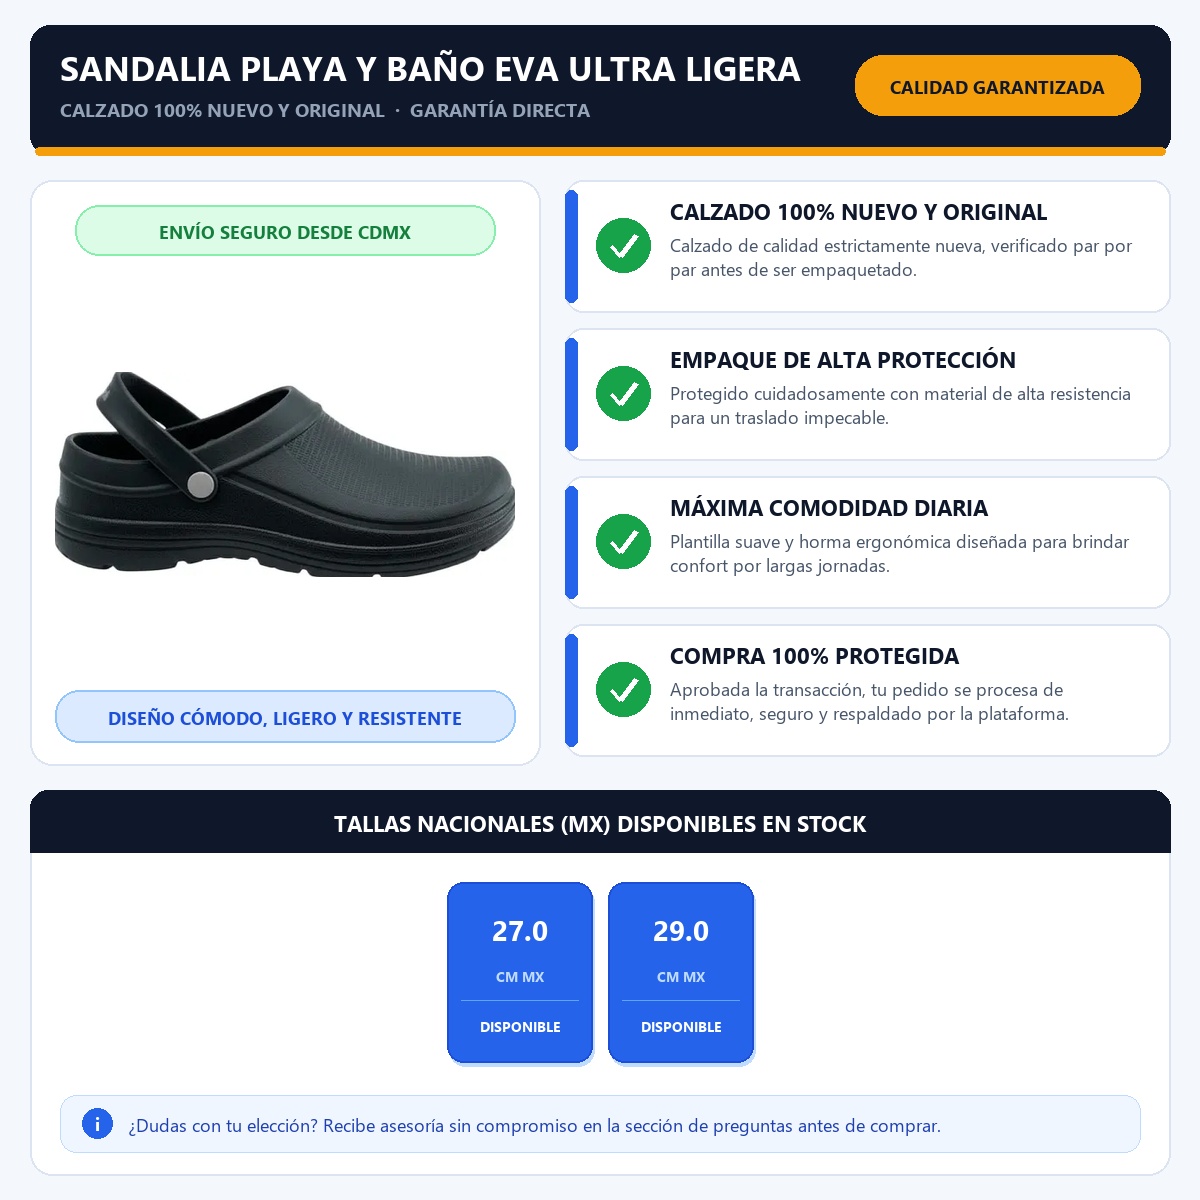 SANDALIA PLAYA Y BAÑO EVA ULTRA LIGERA
CALZADO 100% NUEVO Y ORIGINAL · GARANTÍA DIRECTA
CALIDAD GARANTIZADA
ENVÍO SEGURO DESDE CDMX
DISEÑO CÓMODO, LIGERO Y RESISTENTE
CALZADO 100% NUEVO Y ORIGINAL
Calzado de calidad estrictamente nueva, verificado par por
par antes de ser empaquetado.
EMPAQUE DE ALTA PROTECCIÓN
Protegido cuidadosamente con material de alta resistencia
para un traslado impecable.
MÁXIMA COMODIDAD DIARIA
Plantilla suave y horma ergonómica diseñada para brindar
confort por largas jornadas.
COMPRA 100% PROTEGIDA
Aprobada la transacción, tu pedido se procesa de
inmediato, seguro y respaldado por la plataforma.
TALLAS NACIONALES (MX) DISPONIBLES EN STOCK
27.0
CM MX
DISPONIBLE
29.0
CM MX
DISPONIBLE
¿Dudas con tu elección? Recibe asesoría sin compromiso en la sección de preguntas antes de comprar.